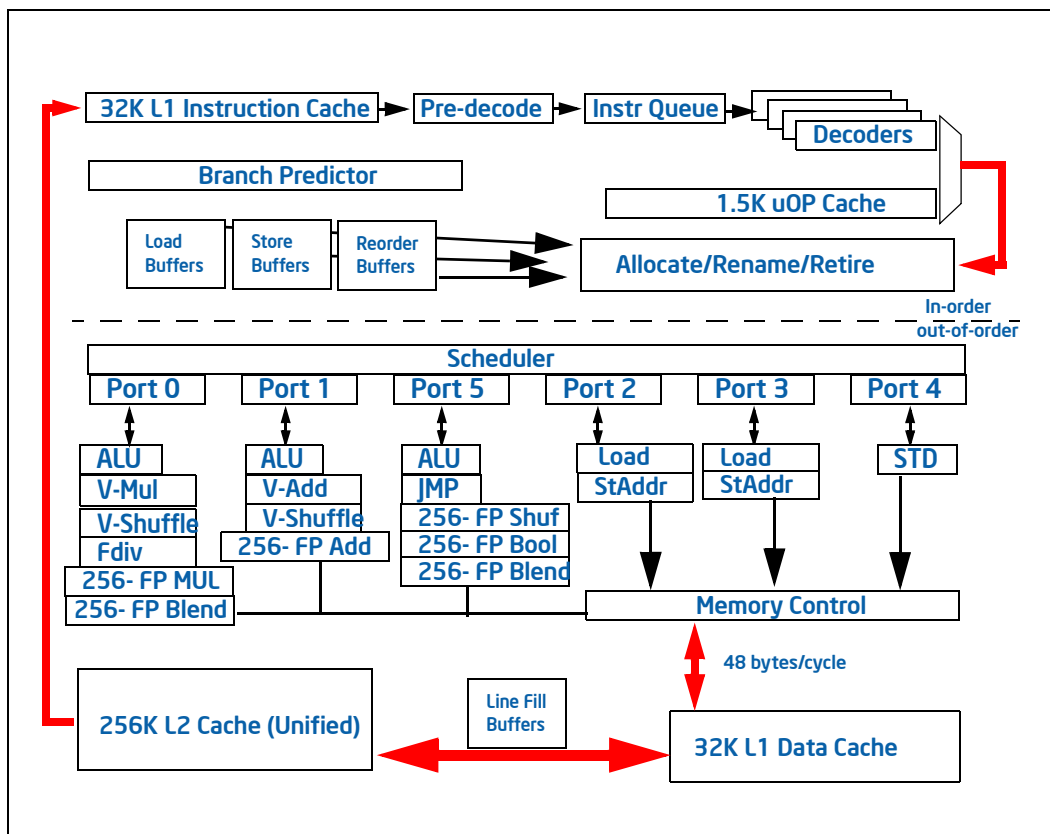 32K L1 Instruction Cache
Pre-decode
Instr Queue
Decoders
Branch Predictor
1.5K uOP Cache
Load
Buffers
Store
Buffers
Reorder
Buffers
Allocate/Rename/Retire
In-order
out-of-order
Scheduler
Port 0
Port 1
Port 5
Port 2
Port 3
Port 4
ALU
V-Mul
V-Shuffle
Fdiv
256- FP MUL
256- FP Blend
ALU
V-Add
V-Shuffle
256- FP Add
ALU
JMP
256- FP Shuf
256- FP Bool
256- FP Blend
Load
StAddr
Load
StAddr
STD
Memory Control
48 bytes/cycle
256K L2 Cache (Unified)
Line Fill
Buffers
32K L1 Data Cache